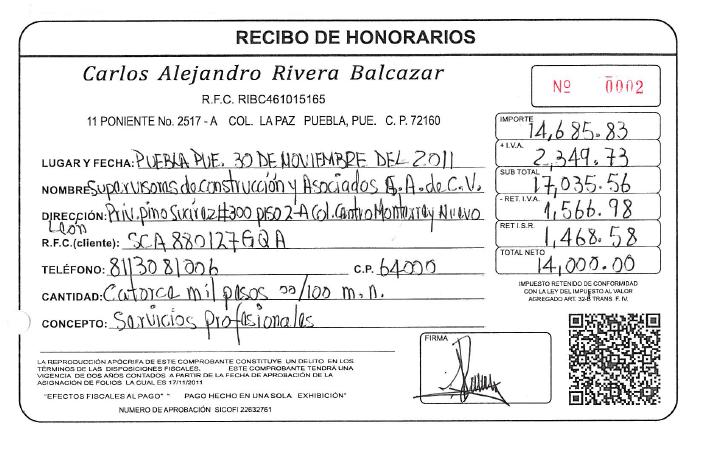 RECIBO DE HONORARIOS
Carlos Alejandro Rivera Balcazar
R.F.C. RIBC461015165
11 PONIENTE No. 2517 - A COL. LA PAZ PUEBLA, PUE. C. P. 72160
Nº 0002
LUGAR Y FECHA: PUEBLA PUE. 30 DE NOVIEMBRE DEL 2011
NOMBRE: Supervisoras de construcción y Asociados S.A. de C.V.
DIRECCIÓN: Priv. pino Suarez #300 piso 2-A Col. Centro Monterrey Nuevo
León
R.F.C. (cliente): SCA880127GQA
TELÉFONO: 8113081006 C.P. 64000
CANTIDAD: Catorce mil pesos 00/100 m.n.
CONCEPTO: Servicios Profesionales
IMPORTE 14,685.83
+ I.V.A. 2,349.73
SUB TOTAL 17,035.56
- RET. I.V.A. 1,566.98
RET I.S.R. 1,468.58
TOTAL NETO 14,000.00
IMPUESTO RETENIDO DE CONFORMIDAD
CON LA LEY DEL IMPUESTO AL VALOR
AGREGADO ART. 32-B TRANS. F. IV.
LA REPRODUCCIÓN APÓCRIFA DE ESTE COMPROBANTE CONSTITUYE UN DELITO EN LOS
TÉRMINOS DE LAS DISPOSICIONES FISCALES. ESTE COMPROBANTE TENDRÁ UNA
VIGENCIA DE DOS AÑOS CONTADOS A PARTIR DE LA FECHA DE APROBACIÓN DE LA
ASIGNACIÓN DE FOLIOS LA CUAL ES 17/11/2011
"EFECTOS FISCALES AL PAGO" " PAGO HECHO EN UNA SOLA EXHIBICIÓN"
NUMERO DE APROBACIÓN SICOFI 22632761
FIRMA